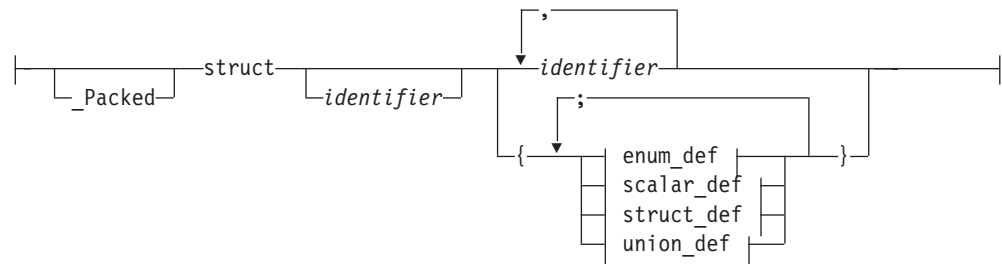 ,
struct identifier
_Packed identifier
;
{ enum_def }
scalar_def
struct_def
union_def